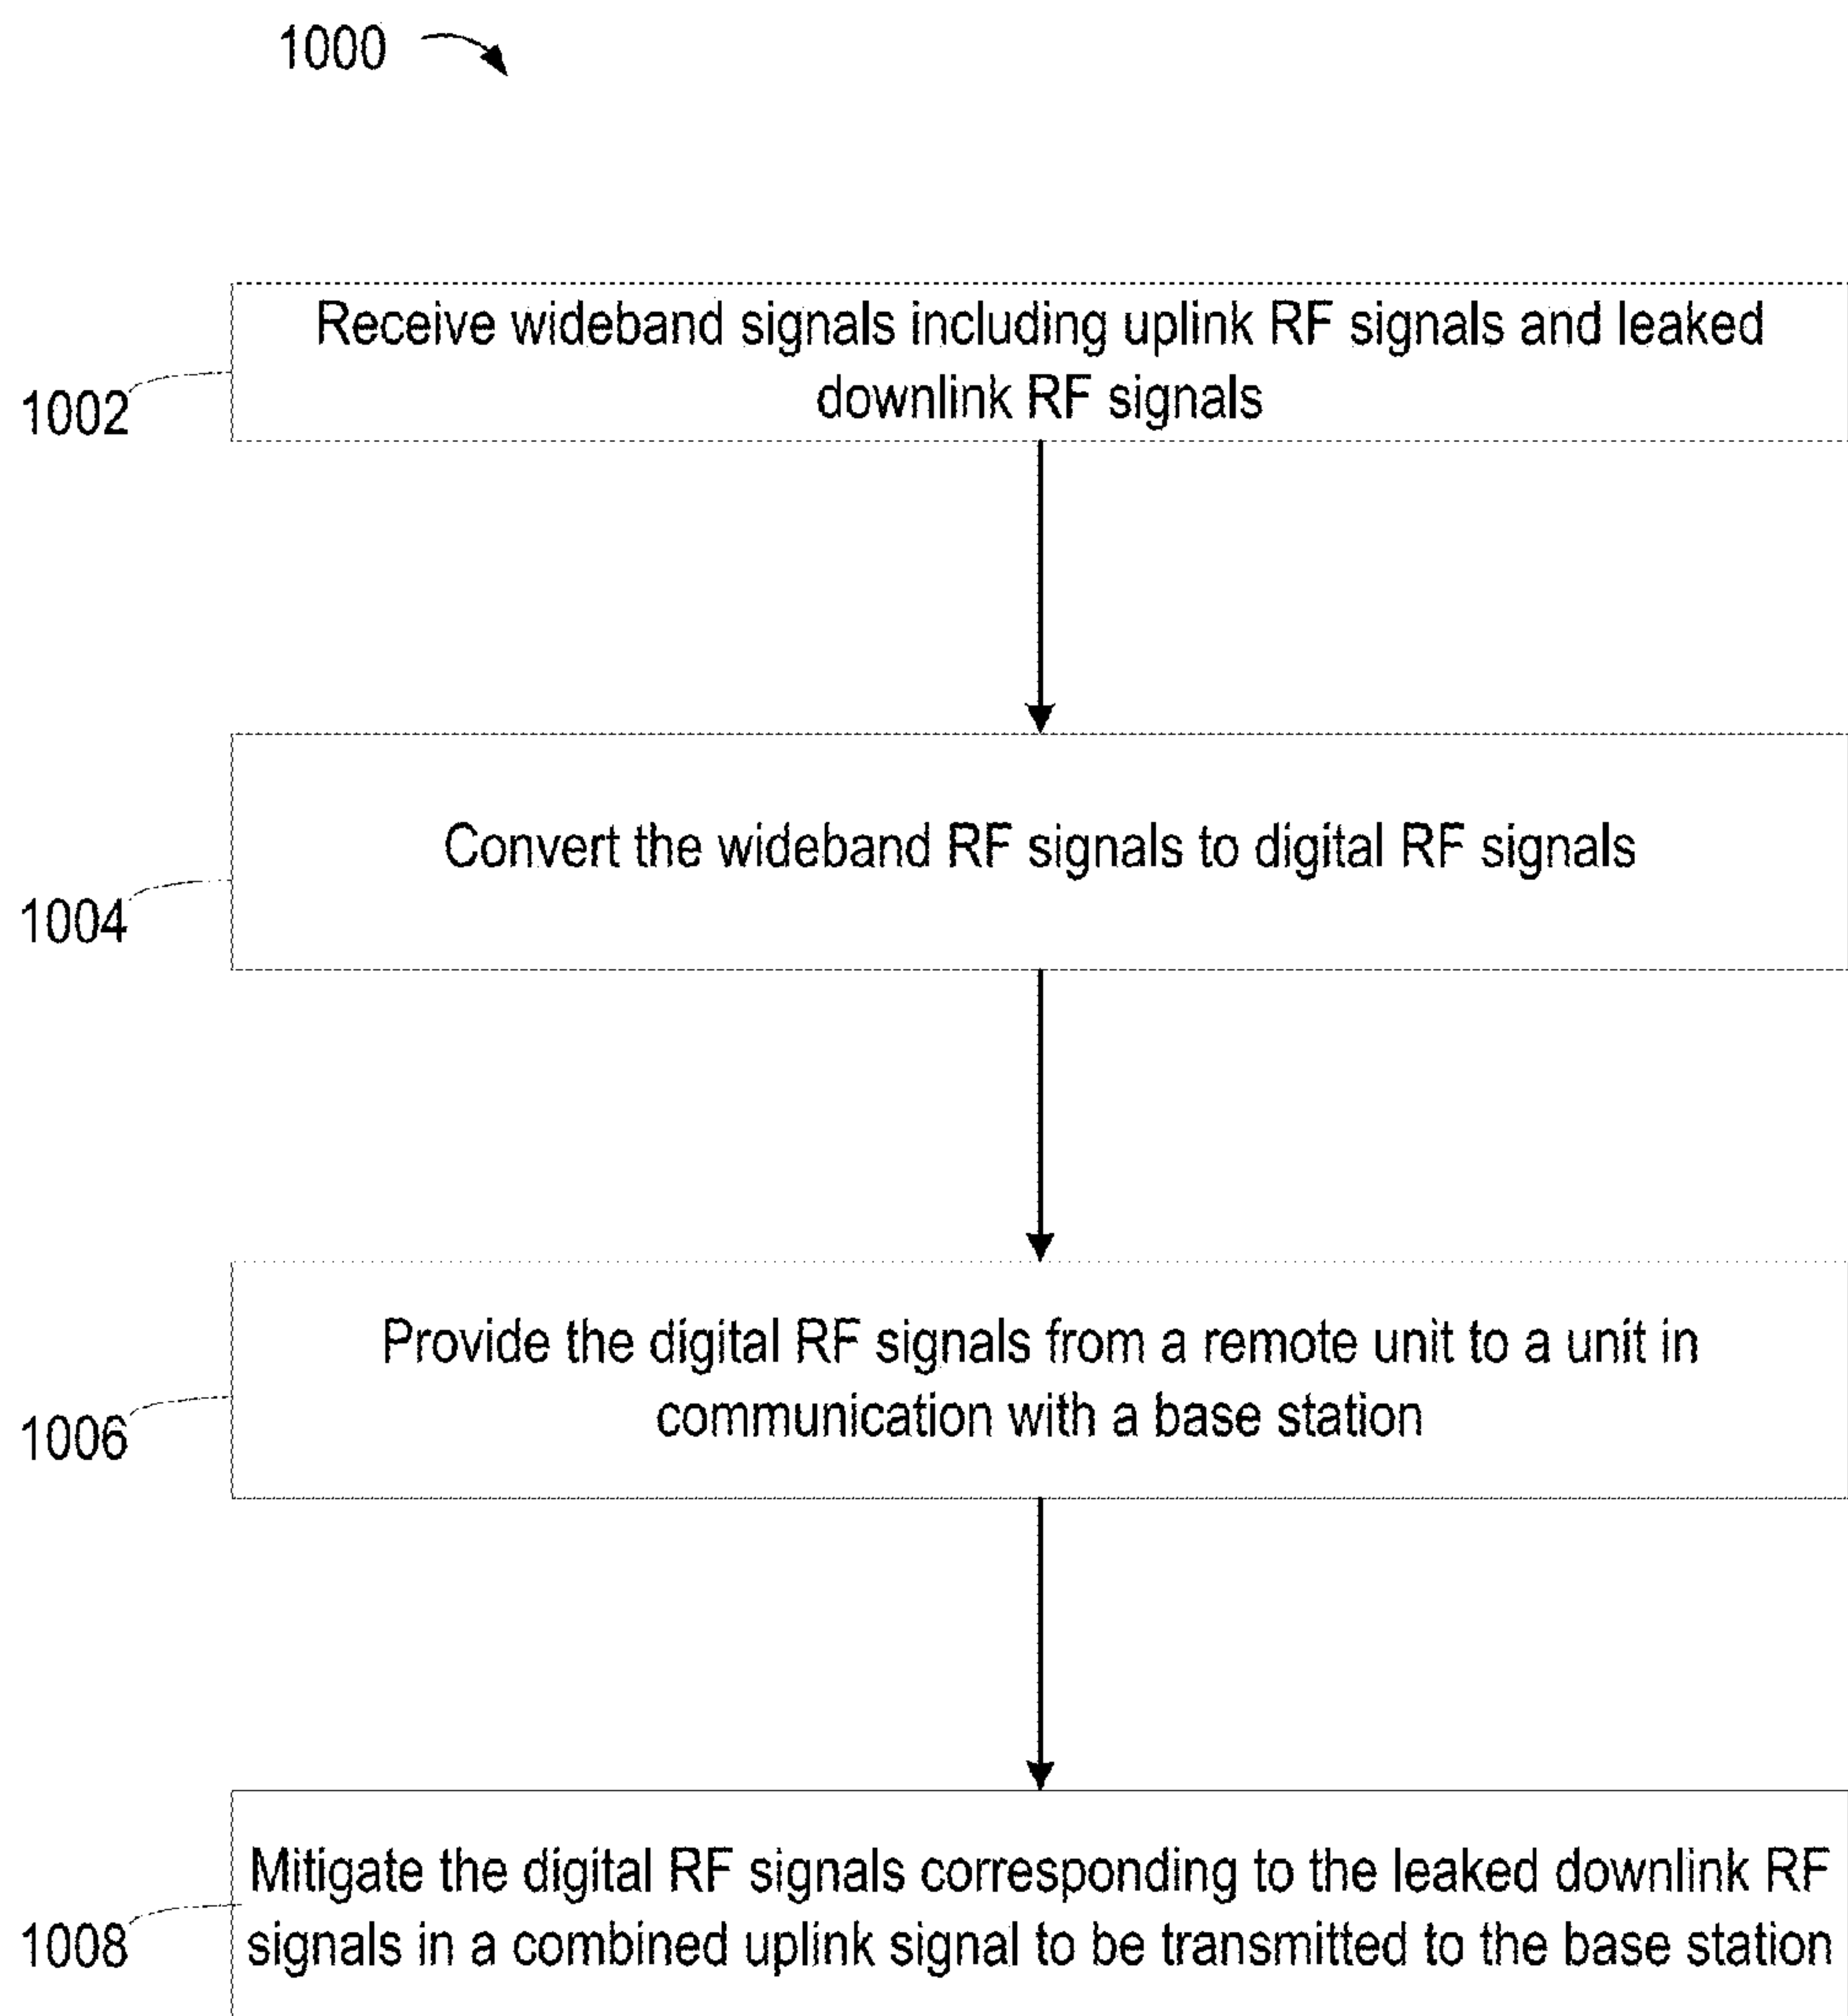 1000
Receive wideband signals including uplink RF signals and leaked
downlink RF signals
1002
Convert the wideband RF signals to digital RF signals
1004
Provide the digital RF signals from a remote unit to a unit in
communication with a base station
1006
Mitigate the digital RF signals corresponding to the leaked downlink RF
signals in a combined uplink signal to be transmitted to the base station
1008